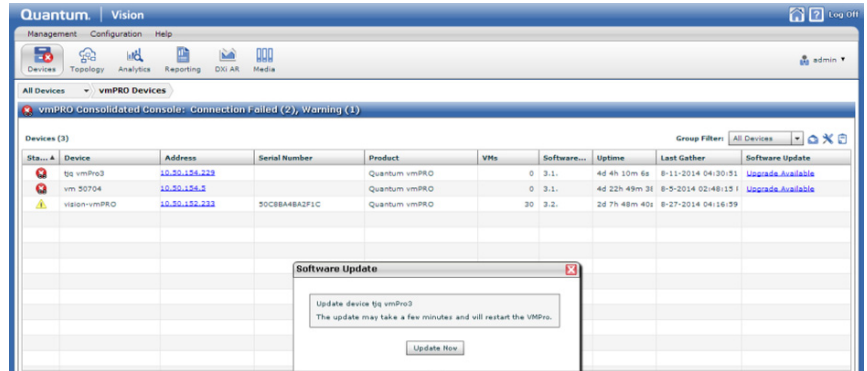 Quantum. Vision Log Off
Management Configuration Help
Devices Topology Analytics Reporting DXi AR Media admin
All Devices vmPRO Devices
vmPRO Consolidated Console: Connection Failed (2), Warning (1)
Devices (3) Group Filter: All Devices
Sta... Device Address Serial Number Product VMs Software... Uptime Last Gather Software Update
tjq vmPro3 10.50.154.229 Quantum vmPRO 0 3.1. 4d 4h 10m 6s 8-11-2014 04:30:51 Upgrade Available
vm 50704 10.50.154.5 Quantum vmPRO 0 3.1. 4d 22h 49m 8-5-2014 02:48:15 Upgrade Available
vision-vmPRO 10.50.152.233 50C8BA4BA2F1C Quantum vmPRO 30 3.2. 2d 7h 48m 40s 8-27-2014 04:16:59
Software Update
Update device tjq vmPro3
The update may take a few minutes and will restart the VMPro.
Update Now